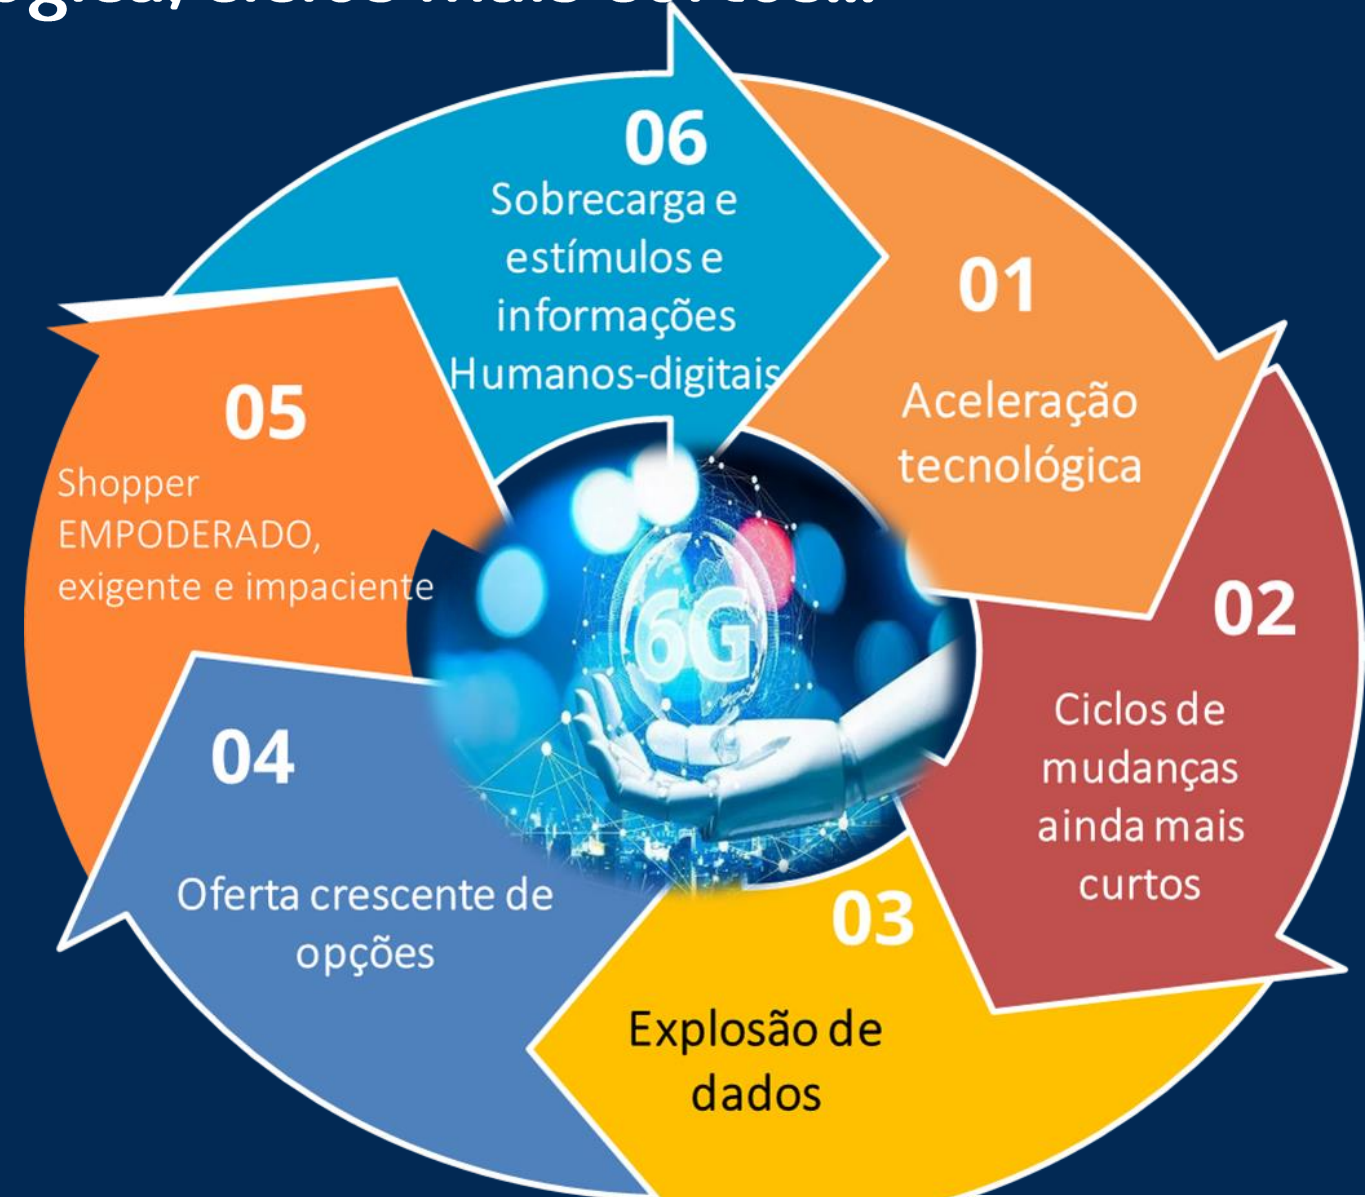 06
Sobrecarga e
estímulos e
informações
Humanos-digitais
01
Aceleração
tecnológica
02
Ciclos de
mudanças
ainda mais
curtos
03
Explosão de
dados
04
Oferta crescente de
opções
05
Shopper
EMPODERADO,
exigente e impaciente
6G